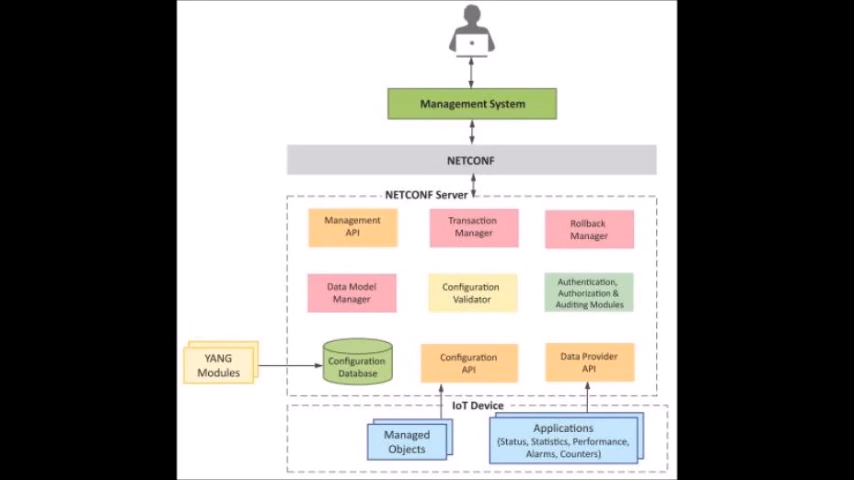 Management System
NETCONF
NETCONF Server
Management
API
Transaction
Manager
Rollback
Manager
Data Model
Manager
Configuration
Validator
Authentication,
Authorization &
Auditing Modules
YANG
Modules
Configuration
Database
Configuration
API
Data Provider
API
IoT Device
Managed
Objects
Applications
(Status, Statistics, Performance,
Alarms, Counters)